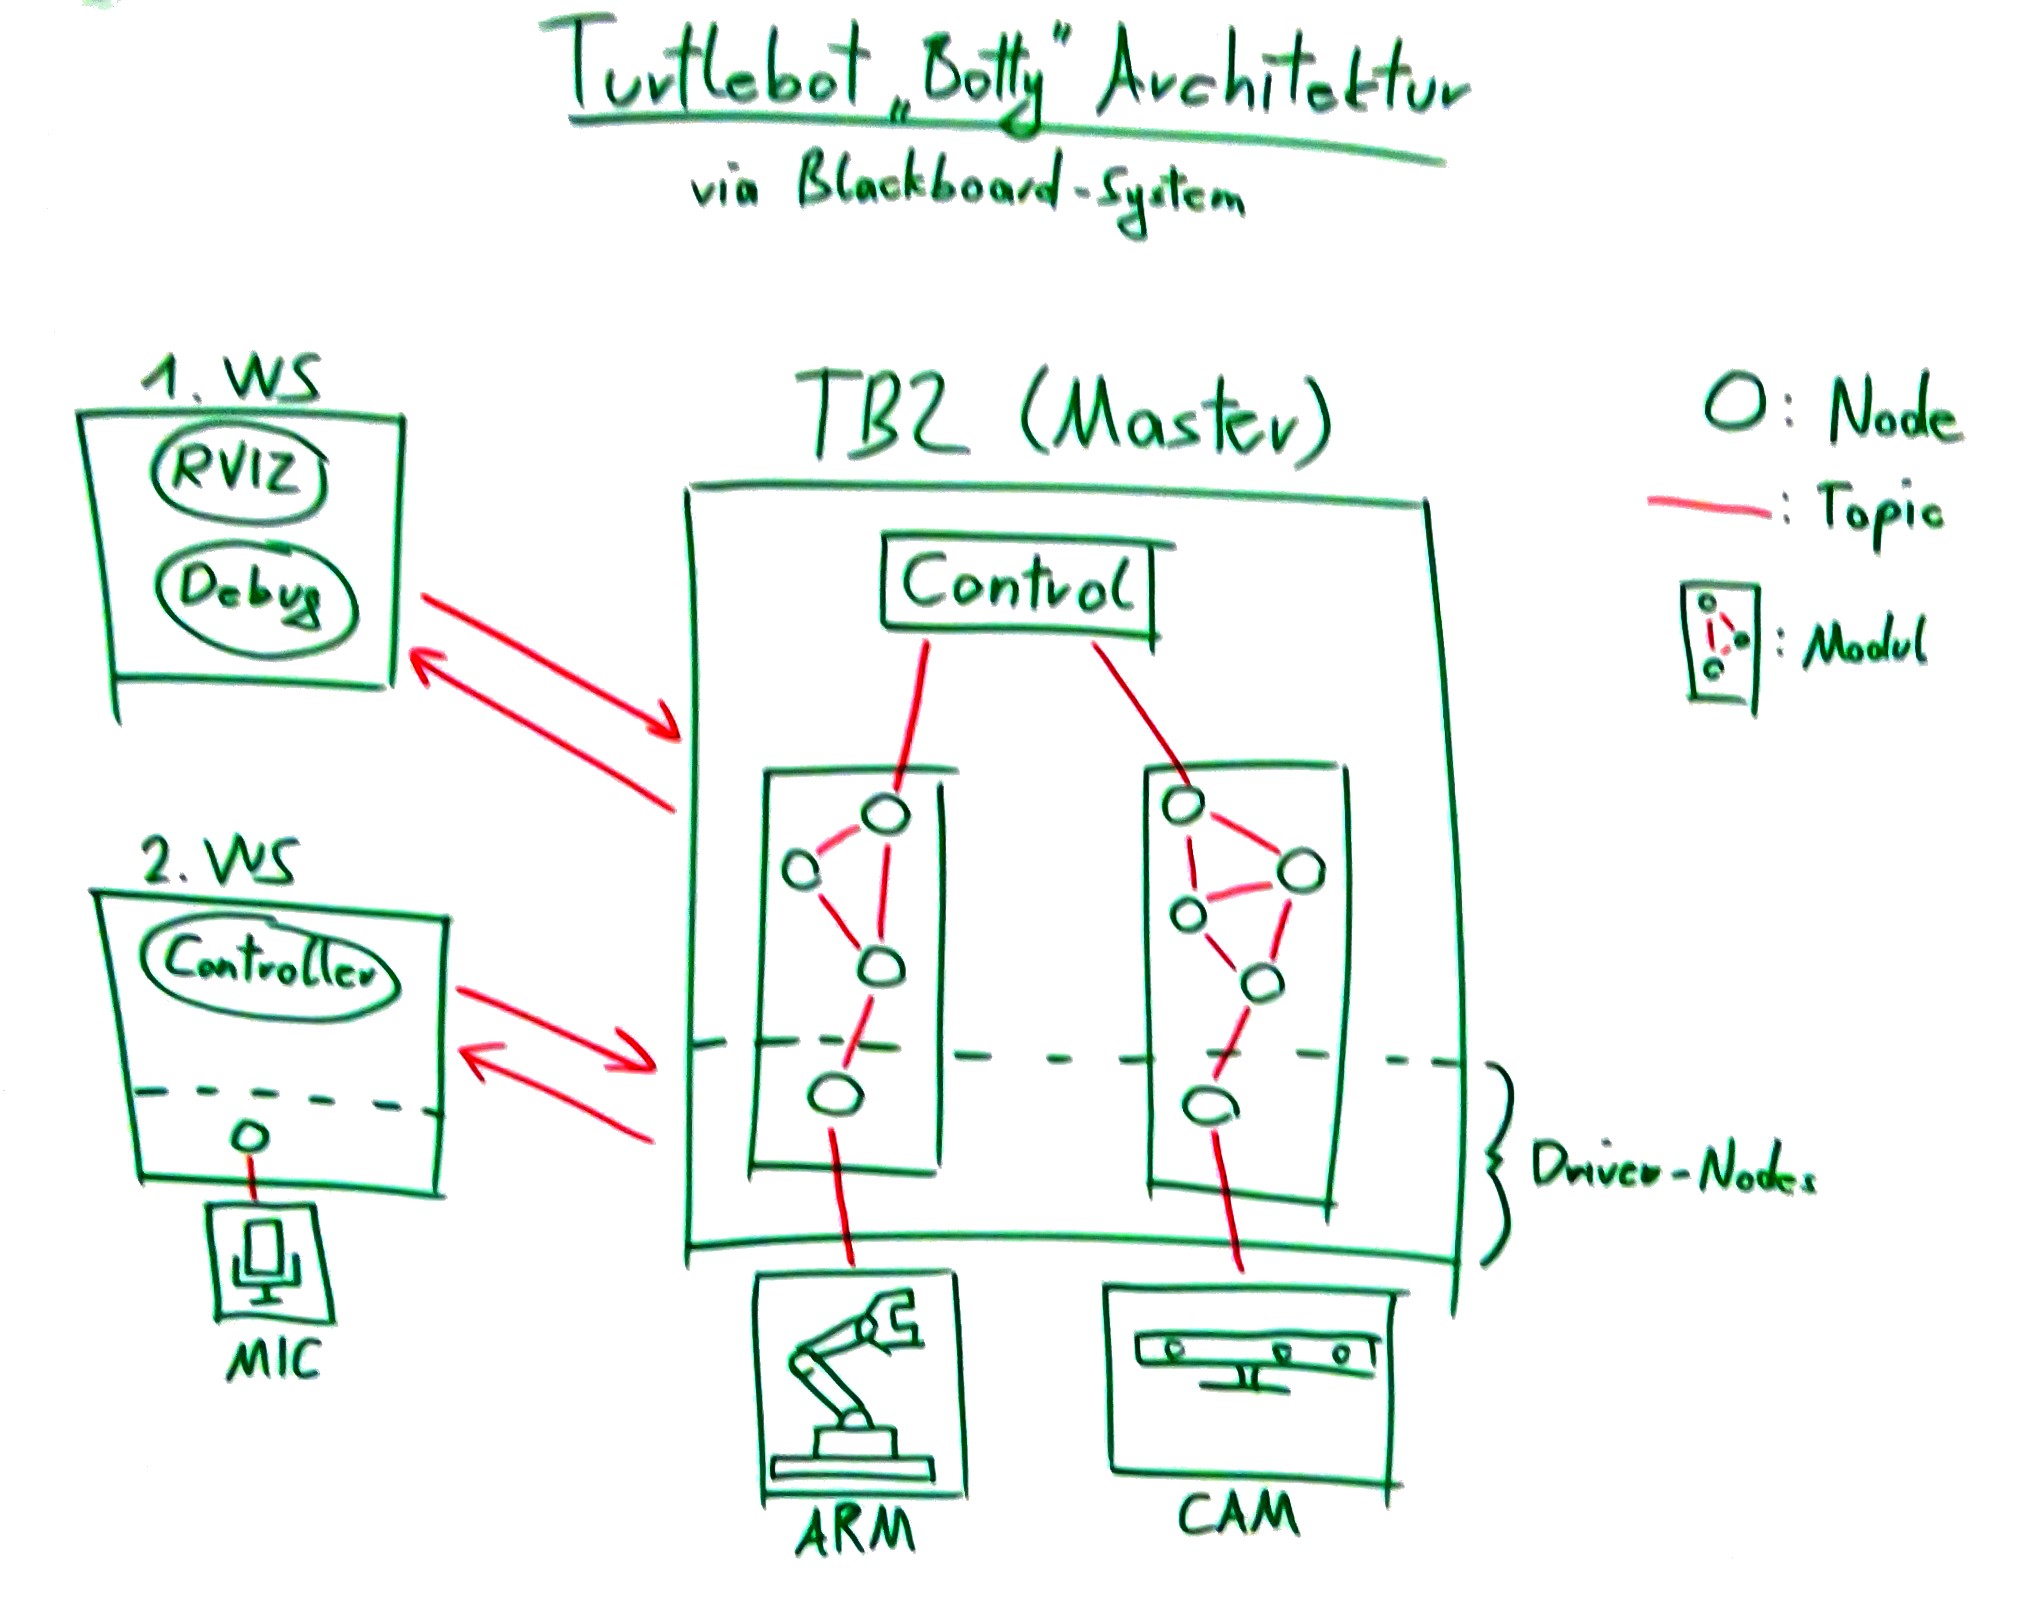 Turtlebot „Botty" Architektur
via Blackboard-System
1. WS
RVIZ
Debug
2. WS
Controller
MIC
TB2 (Master)
Control
ARM
CAM
Driver-Nodes
: Node
: Topic
: Modul